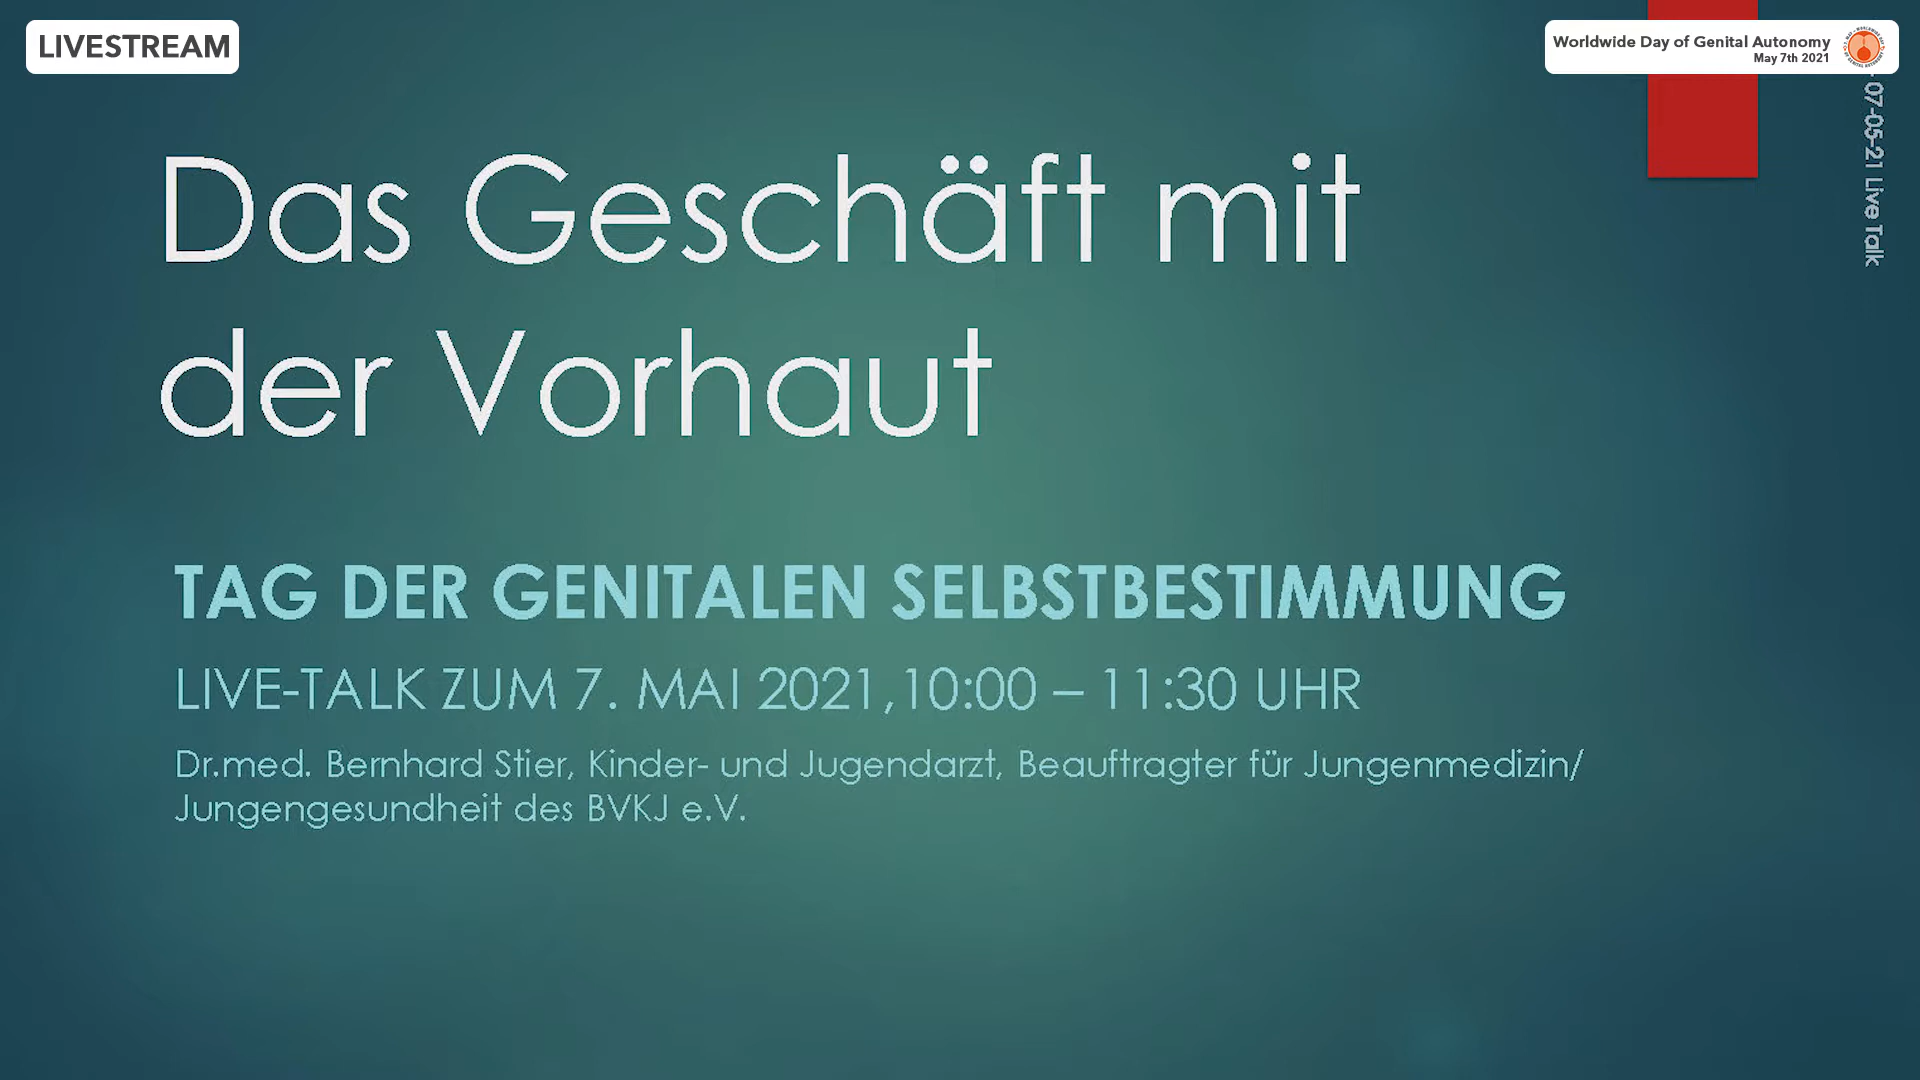 LIVESTREAM
Worldwide Day of Genital Autonomy
May 7th 2021
07-05-21 Live Talk
Das Geschäft mit
der Vorhaut
TAG DER GENITALEN SELBSTBESTIMMUNG
LIVE-TALK ZUM 7. MAI 2021,10:00 – 11:30 UHR
Dr.med. Bernhard Stier, Kinder- und Jugendarzt, Beauftragter für Jungenmedizin/
Jungengesundheit des BVKJ e.V.